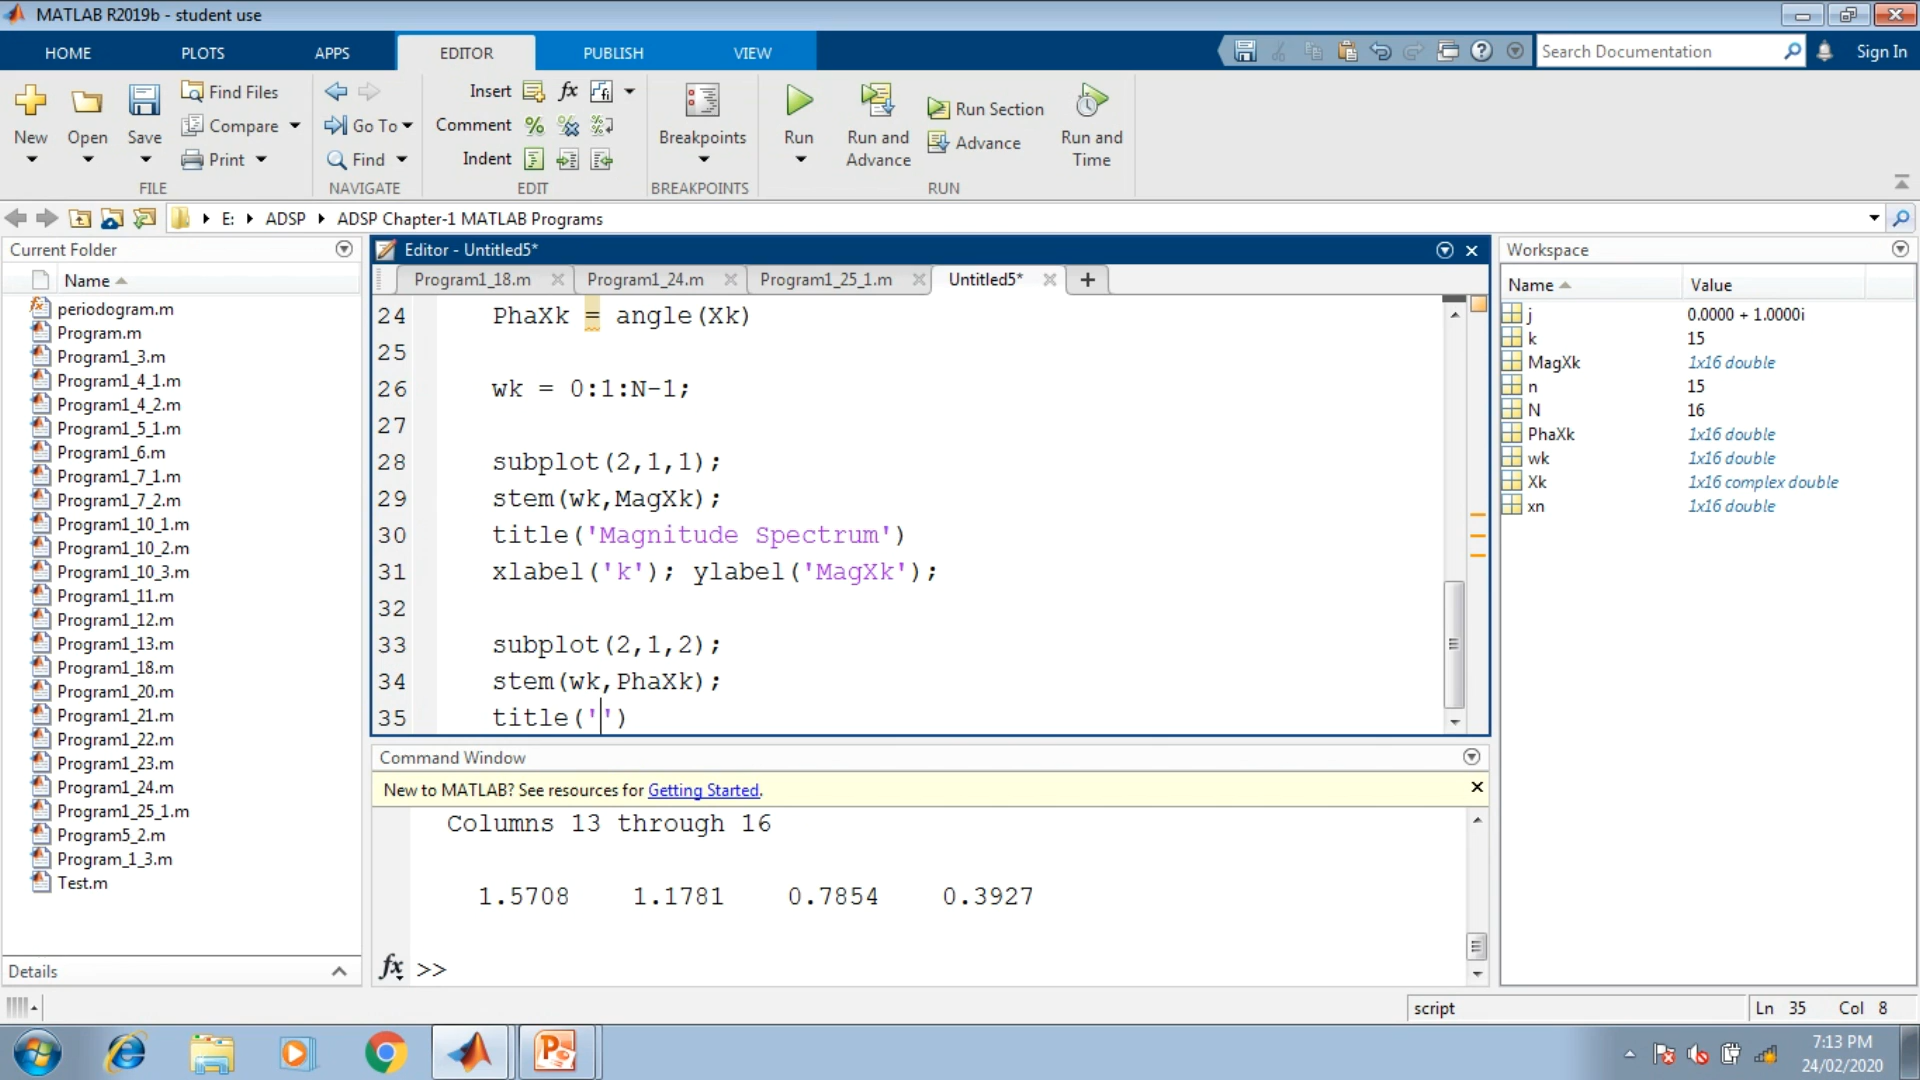 MATLAB R2019b - student use
HOME PLOTS APPS EDITOR PUBLISH VIEW Search Documentation Sign In
New Open Save Find Files Compare Print FILE
Go To Find NAVIGATE
Insert fx Comment Indent EDIT
Breakpoints BREAKPOINTS
Run Run and Advance Run Section Advance Run and Time RUN
E: ADSP ADSP Chapter-1 MATLAB Programs
Current Folder
Name
periodogram.m
Program.m
Program1_3.m
Program1_4_1.m
Program1_4_2.m
Program1_5_1.m
Program1_6.m
Program1_7_1.m
Program1_7_2.m
Program1_10_1.m
Program1_10_2.m
Program1_10_3.m
Program1_11.m
Program1_12.m
Program1_13.m
Program1_18.m
Program1_20.m
Program1_21.m
Program1_22.m
Program1_23.m
Program1_24.m
Program1_25_1.m
Program5_2.m
Program_1_3.m
Test.m
Details
Editor - Untitled5*
Program1_18.m Program1_24.m Program1_25_1.m Untitled5*
24 PhaXk = angle(Xk)
25
26 wk = 0:1:N-1;
27
28 subplot(2,1,1);
29 stem(wk,MagXk);
30 title('Magnitude Spectrum')
31 xlabel('k'); ylabel('MagXk');
32
33 subplot(2,1,2);
34 stem(wk,PhaXk);
35 title('')
Command Window
New to MATLAB? See resources for Getting Started.
Columns 13 through 16
1.5708 1.1781 0.7854 0.3927
fx >>
Workspace
Name Value
j 0.0000 + 1.0000i
k 15
MagXk 1x16 double
n 15
N 16
PhaXk 1x16 double
wk 1x16 double
Xk 1x16 complex double
xn 1x16 double
script Ln 35 Col 8
7:13 PM
24/02/2020